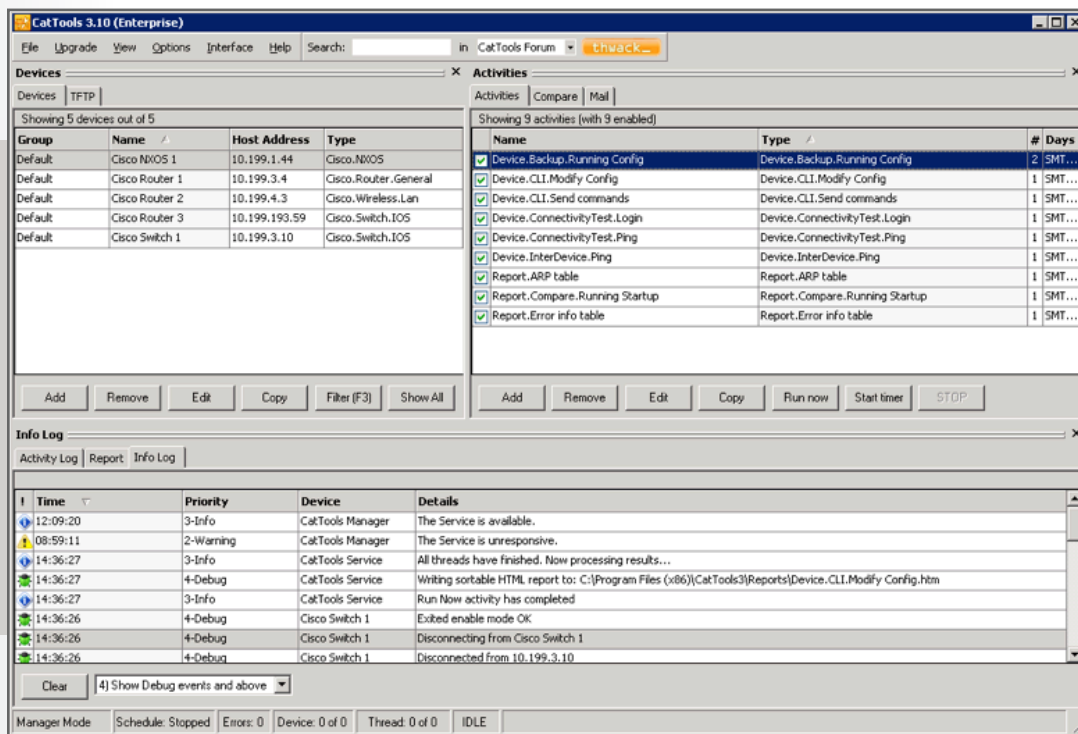 CatTools 3.10 (Enterprise)
File Upgrade View Options Interface Help Search: in CatTools Forum thwack_
Devices
Devices TFTP
Showing 5 devices out of 5
Group Name Host Address Type
Default Cisco NXOS 1 10.199.1.44 Cisco.NXOS
Default Cisco Router 1 10.199.3.4 Cisco.Router.General
Default Cisco Router 2 10.199.4.3 Cisco.Wireless.Lan
Default Cisco Router 3 10.199.193.59 Cisco.Switch.IOS
Default Cisco Switch 1 10.199.3.10 Cisco.Switch.IOS
Add Remove Edit Copy Filter (F3) Show All
Activities
Activities Compare Mail
Showing 9 activities (with 9 enabled)
Name Type # Days
Device.Backup.Running Config Device.Backup.Running Config 2 SMT...
Device.CLI.Modify Config Device.CLI.Modify Config 1 SMT...
Device.CLI.Send commands Device.CLI.Send commands 1 SMT...
Device.ConnectivityTest.Login Device.ConnectivityTest.Login 1 SMT...
Device.ConnectivityTest.Ping Device.ConnectivityTest.Ping 1 SMT...
Device.InterDevice.Ping Device.InterDevice.Ping 1 SMT...
Report.ARP table Report.ARP table 1 SMT...
Report.Compare.Running Startup Report.Compare.Running Startup 1 SMT...
Report.Error info table Report.Error info table 1 SMT...
Add Remove Edit Copy Run now Start timer STOP
Info Log
Activity Log Report Info Log
! Time Priority Device Details
12:09:20 3-Info CatTools Manager The Service is available.
08:59:11 2-Warning CatTools Manager The Service is unresponsive.
14:36:27 3-Info CatTools Service All threads have finished. Now processing results...
14:36:27 4-Debug CatTools Service Writing sortable HTML report to: C:\Program Files (x86)\CatTools3\Reports\Device.CLI.Modify Config.htm
14:36:27 3-Info CatTools Service Run Now activity has completed
14:36:26 4-Debug Cisco Switch 1 Exited enable mode OK
14:36:26 4-Debug Cisco Switch 1 Disconnecting from Cisco Switch 1
14:36:26 4-Debug Cisco Switch 1 Disconnected from 10.199.3.10
Clear 4) Show Debug events and above
Manager Mode Schedule: Stopped Errors: 0 Device: 0 of 0 Thread: 0 of 0 IDLE